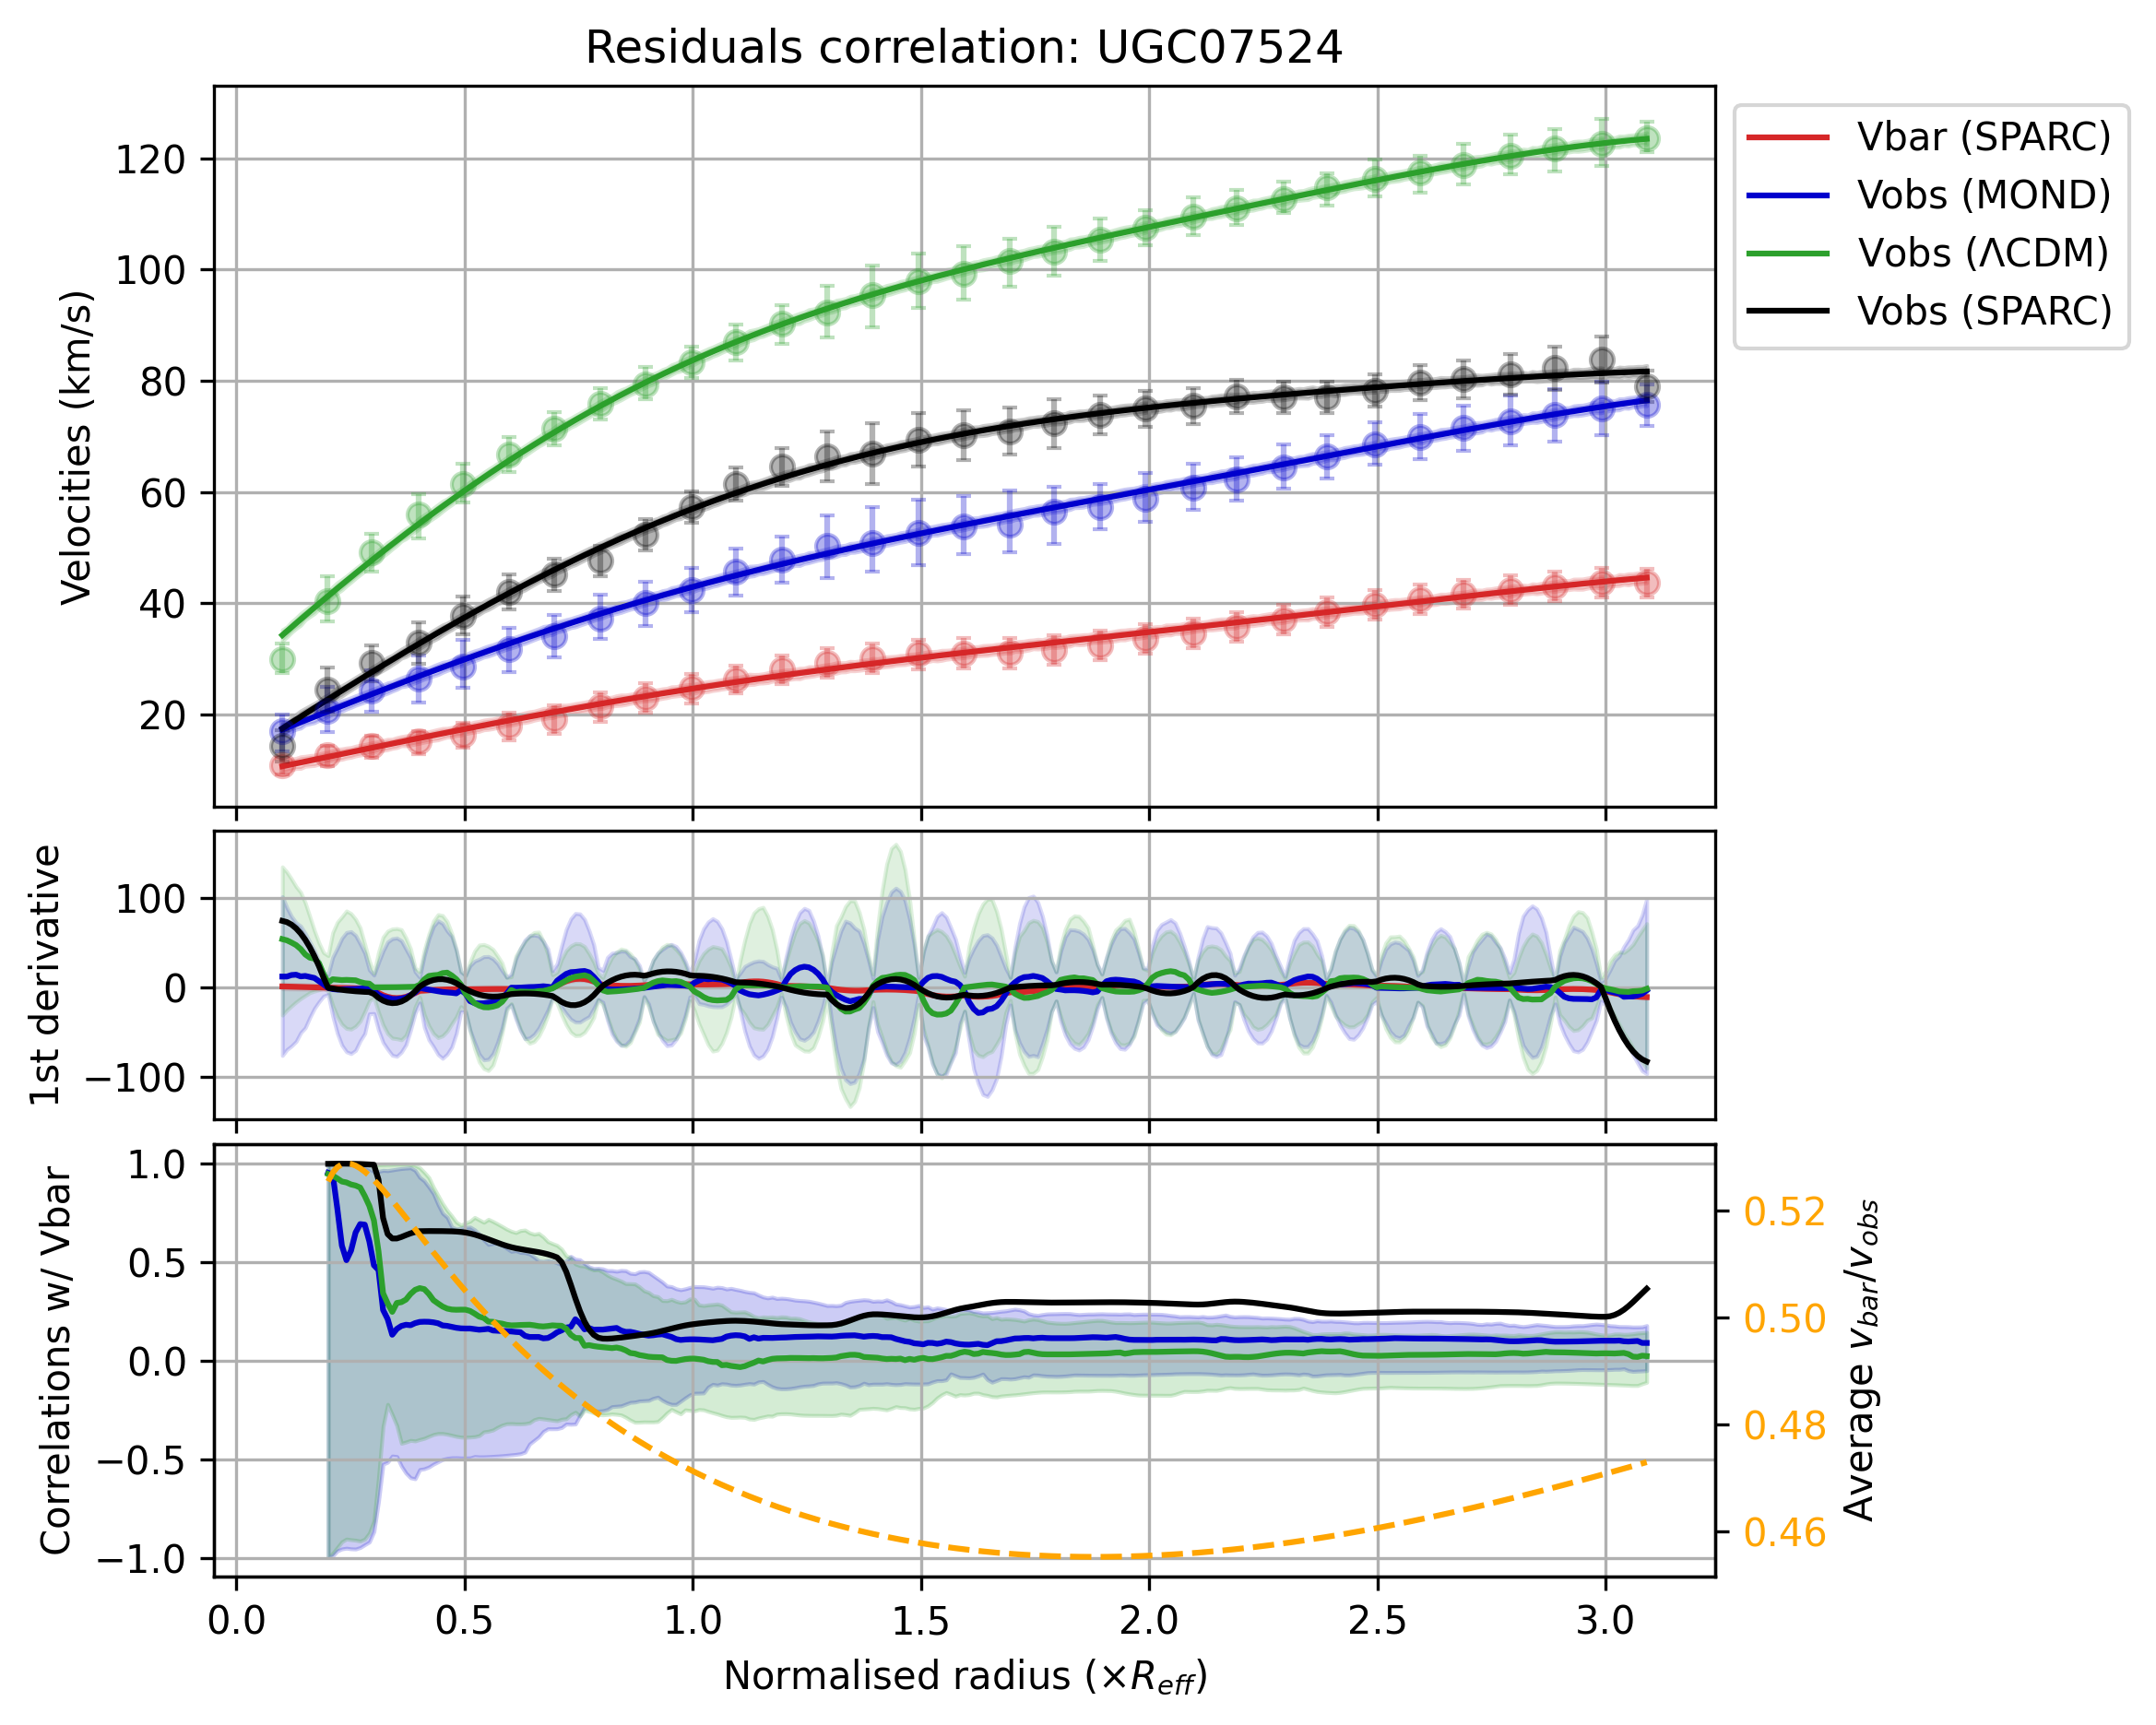 Residuals correlation: UGC07524
Velocities (km/s)
120
100
80
60
40
20
Vbar (SPARC)
Vobs (MOND)
Vobs (ΛCDM)
Vobs (SPARC)
1st derivative
100
0
−100
Correlations w/ Vbar
1.0
0.5
0.0
−0.5
−1.0
0.52
0.50
0.48
0.46
Average v_bar/v_obs
0.0 0.5 1.0 1.5 2.0 2.5 3.0
Normalised radius (×R_eff)